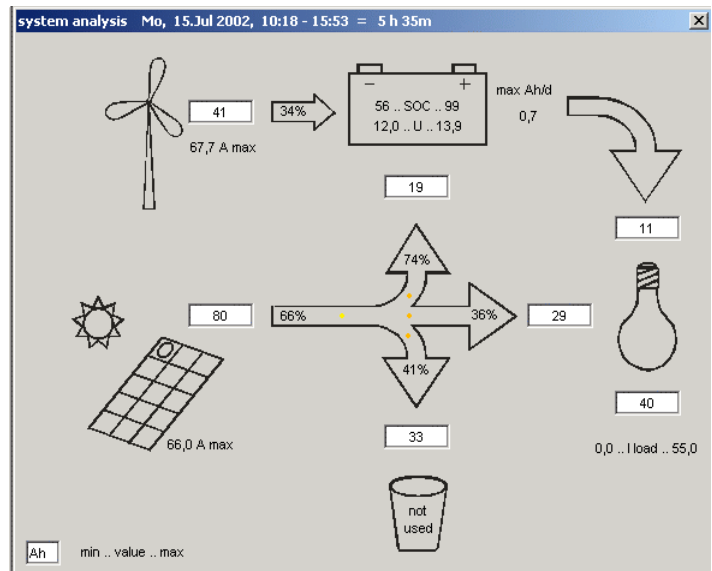 system analysis Mo, 15.Jul 2002, 10:18 - 15:53 = 5 h 35m
41
34%
67,7 A max
− +
56 .. SOC .. 99
12,0 .. U .. 13,9
max Ah/d
0,7
19
11
74%
80
66%
36%
29
41%
40
66,0 A max
33
0,0 .. I load .. 55,0
not
used
Ah min .. value .. max